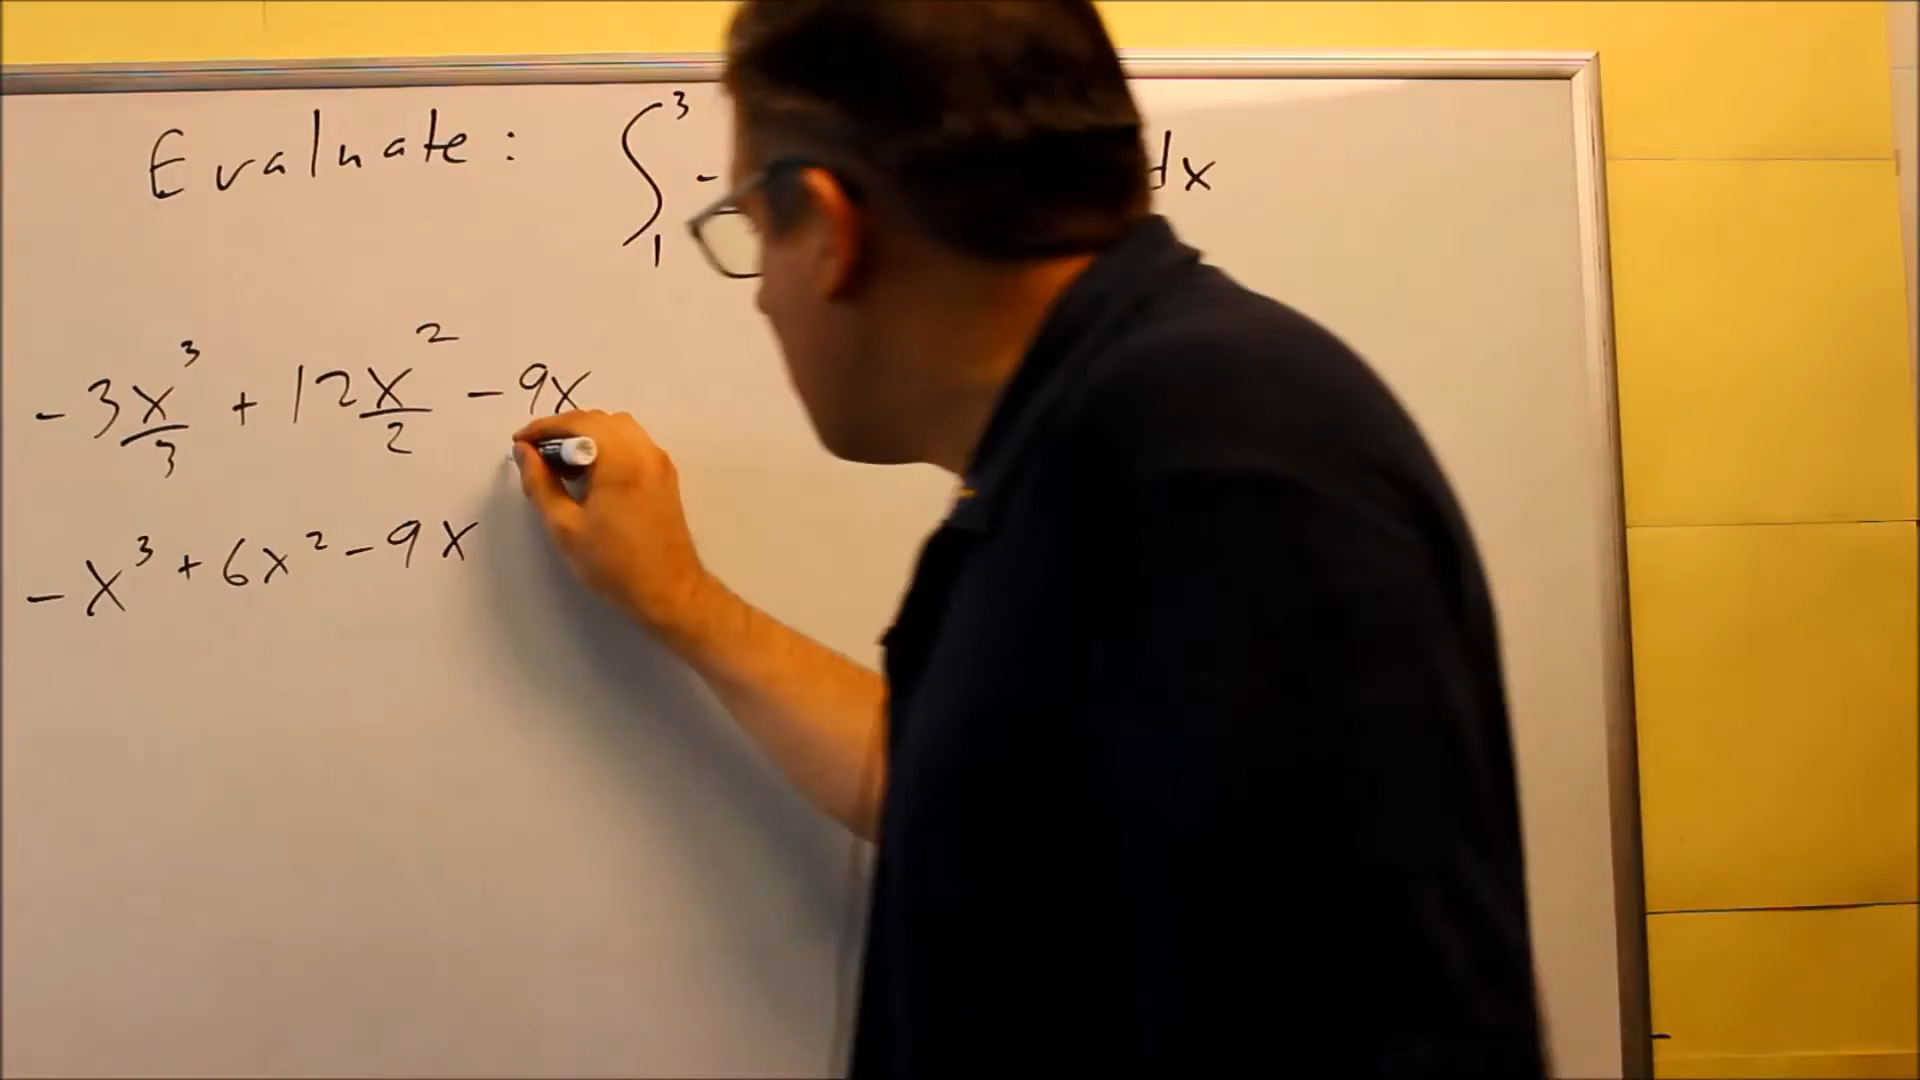 Evaluate: ∫₁³ - dx
-3x³/3 + 12x²/2 - 9x
-x³ + 6x² - 9x